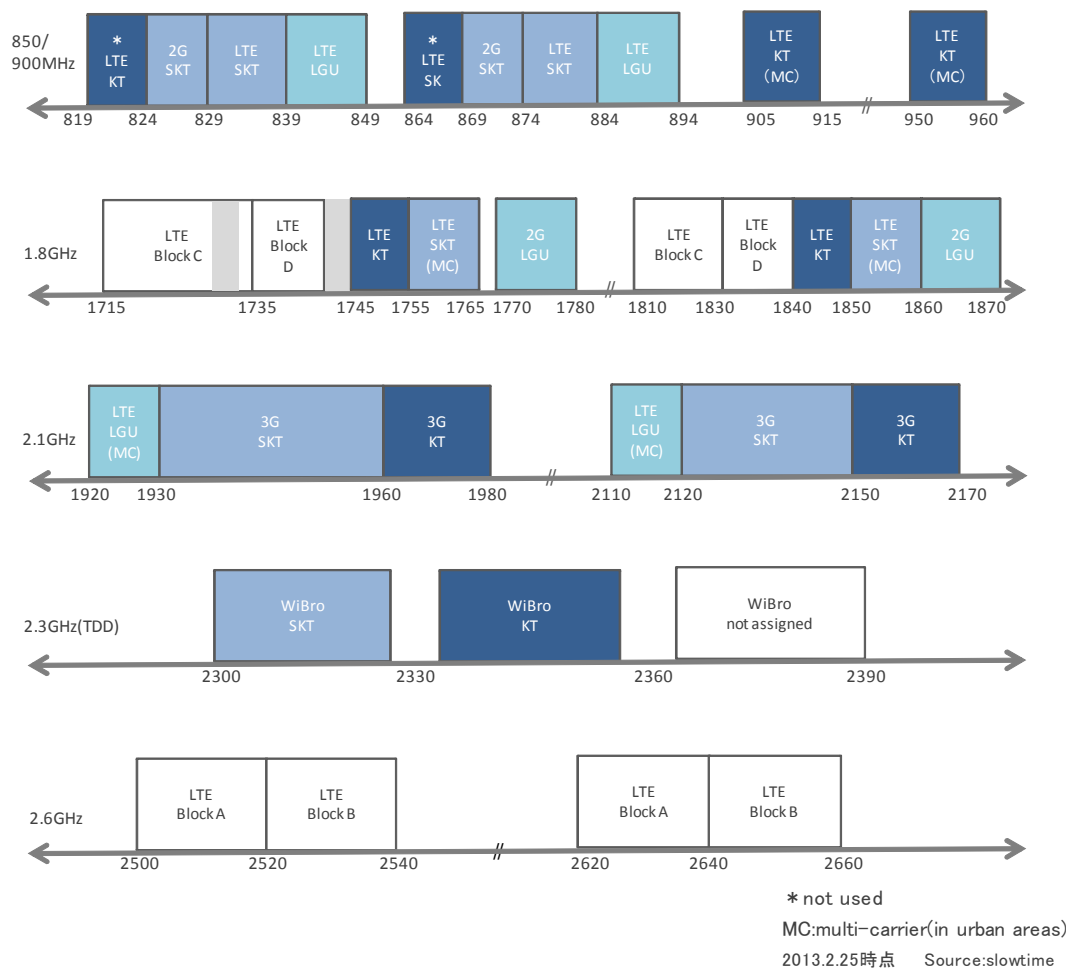 850/
900MHz
*
LTE
KT
2G
SKT
LTE
SKT
LTE
LGU
*
LTE
SK
2G
SKT
LTE
SKT
LTE
LGU
LTE
KT
(MC)
LTE
KT
(MC)
819 824 829 839 849 864 869 874 884 894 905 915 // 950 960
1.8GHz
LTE
Block C
LTE
Block
D
LTE
KT
LTE
SKT
(MC)
2G
LGU
LTE
Block C
LTE
Block
D
LTE
KT
LTE
SKT
(MC)
2G
LGU
1715 1735 1745 1755 1765 1770 1780 // 1810 1830 1840 1850 1860 1870
2.1GHz
LTE
LGU
(MC)
3G
SKT
3G
KT
LTE
LGU
(MC)
3G
SKT
3G
KT
1920 1930 1960 1980 // 2110 2120 2150 2170
2.3GHz(TDD)
WiBro
SKT
WiBro
KT
WiBro
not assigned
2300 2330 2360 2390
2.6GHz
LTE
Block A
LTE
Block B
LTE
Block A
LTE
Block B
2500 2520 2540 // 2620 2640 2660
* not used
MC:multi-carrier(in urban areas)
2013.2.25時点 Source:slowtime